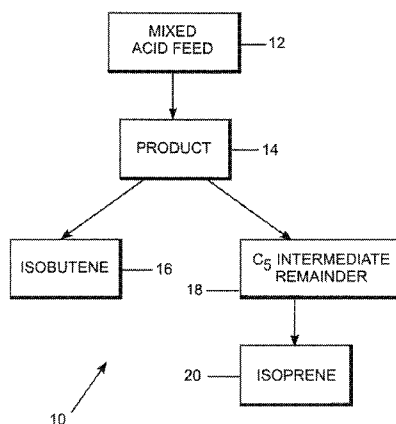 MIXED
ACID FEED
12
PRODUCT
14
ISOBUTENE
16
C5 INTERMEDIATE
REMAINDER
18
ISOPRENE
20
10